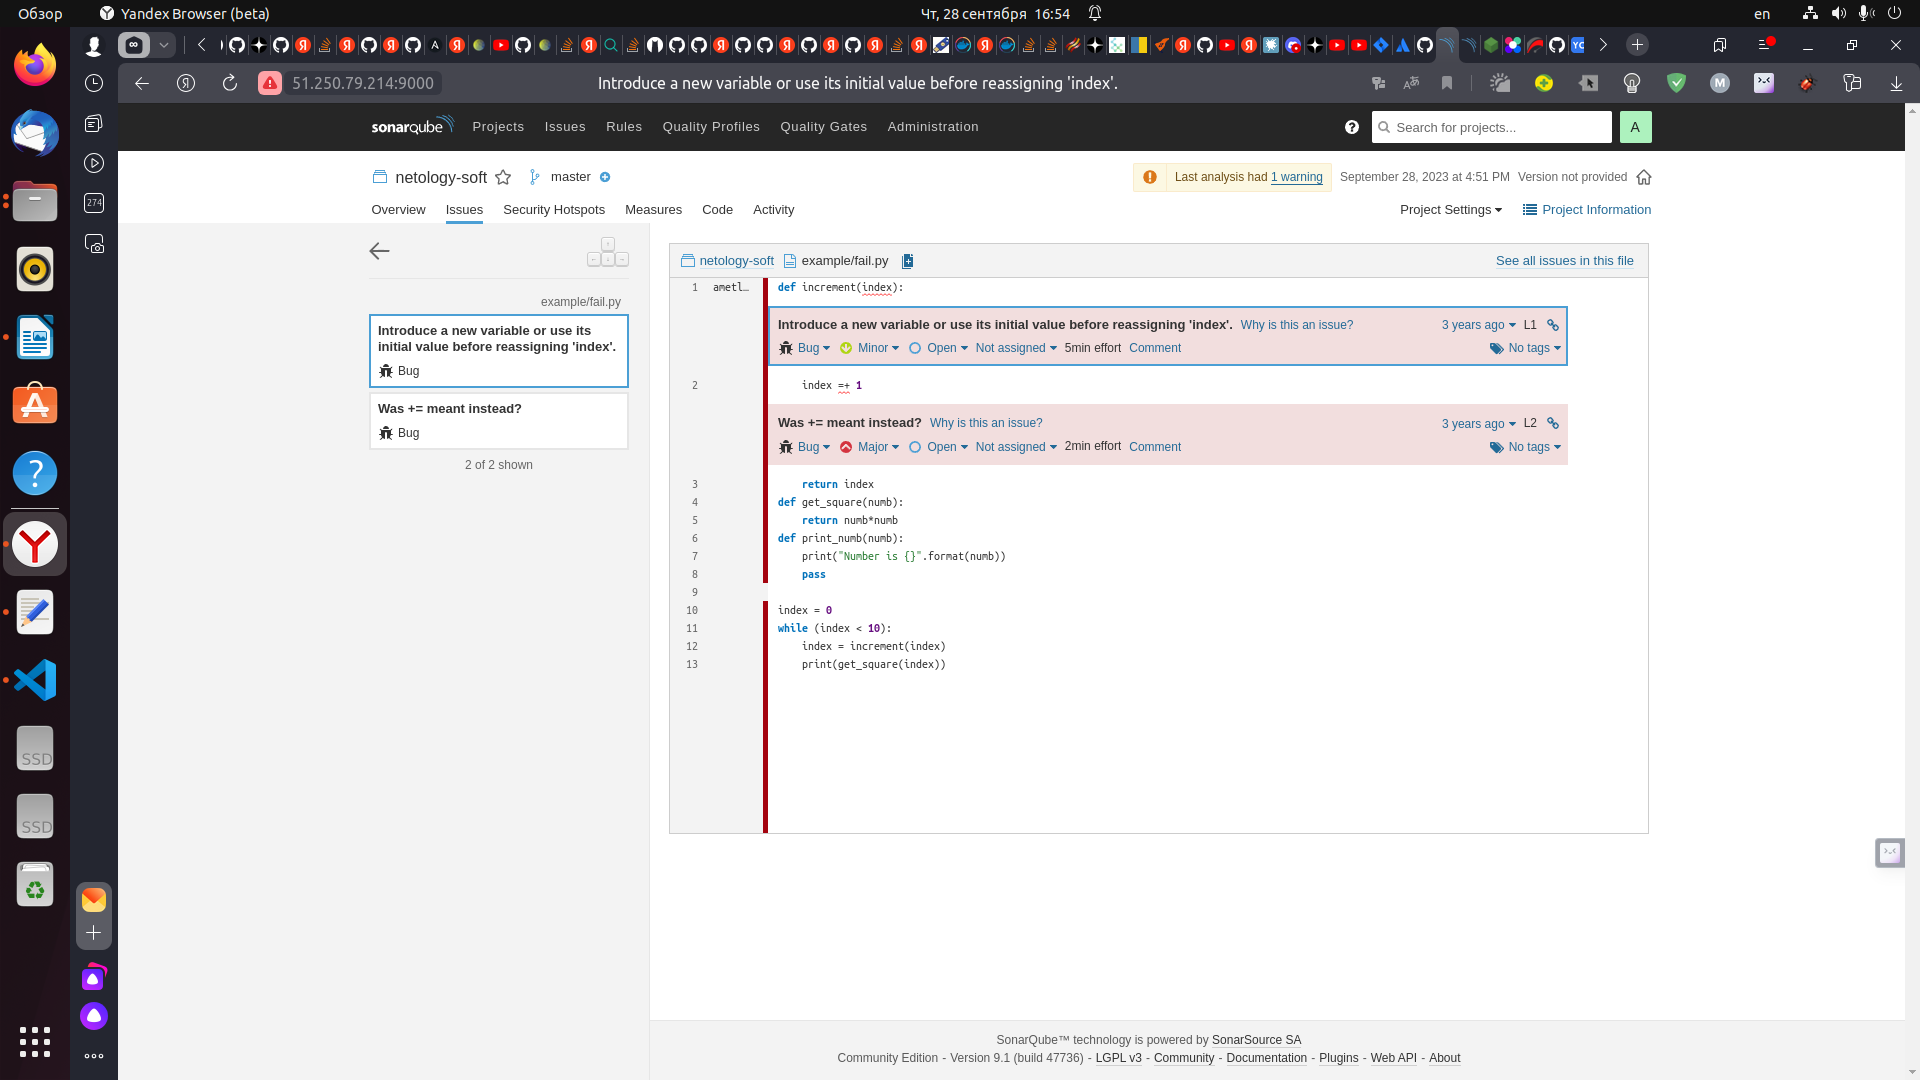 Обзор
Yandex Browser (beta)
Чт, 28 сентября 16:54
en
51.250.79.214:9000
Introduce a new variable or use its initial value before reassigning 'index'.
sonarqube
Projects
Issues
Rules
Quality Profiles
Quality Gates
Administration
Search for projects...
A
netology-soft
master
Last analysis had 1 warning
September 28, 2023 at 4:51 PM
Version not provided
274
Overview
Issues
Security Hotspots
Measures
Code
Activity
Project Settings
Project Information
example/fail.py
Introduce a new variable or use its
initial value before reassigning 'index'.
Bug
Was += meant instead?
Bug
2 of 2 shown
netology-soft
example/fail.py
See all issues in this file
1 ametl... def increment(index):
Introduce a new variable or use its initial value before reassigning 'index'. Why is this an issue? 3 years ago L1
Bug Minor Open Not assigned 5min effort Comment No tags
2 index =+ 1
Was += meant instead? Why is this an issue? 3 years ago L2
Bug Major Open Not assigned 2min effort Comment No tags
3 return index
4 def get_square(numb):
5 return numb*numb
6 def print_numb(numb):
7 print("Number is {}".format(numb))
8 pass
9
10 index = 0
11 while (index < 10):
12 index = increment(index)
13 print(get_square(index))
SSD
SSD
SonarQube™ technology is powered by SonarSource SA
Community Edition - Version 9.1 (build 47736) - LGPL v3 - Community - Documentation - Plugins - Web API - About